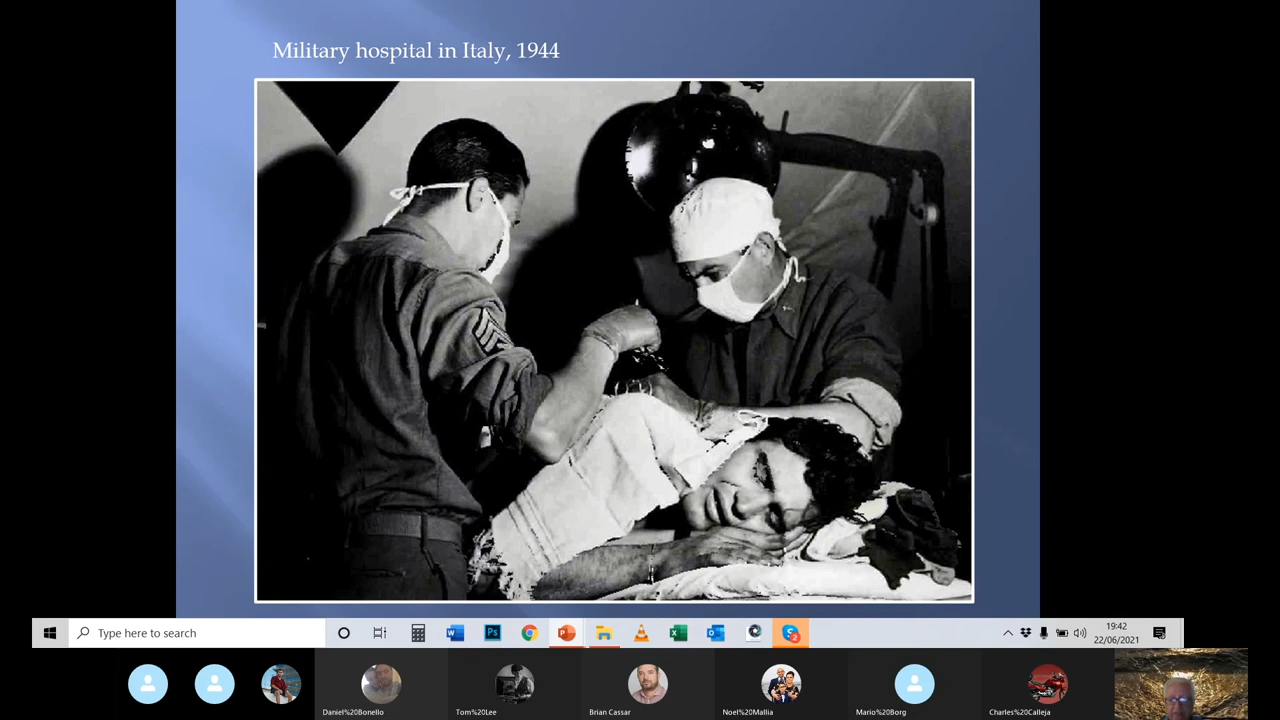 Military hospital in Italy, 1944
Type here to search
19:42
22/06/2021
Daniel%20Bonello
Tom%20Lee
Brian Cassar
Noel%20Mallia
Mario%20Borg
Charles%20Calleja